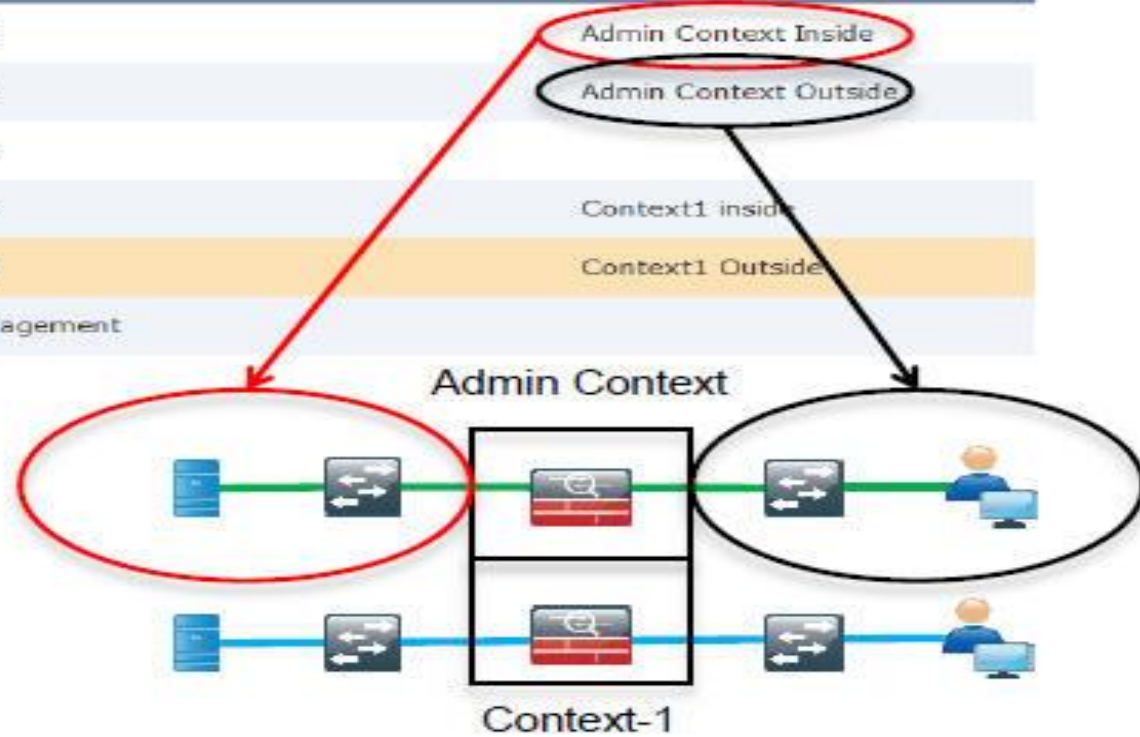 Admin Context Inside
Admin Context Outside
Context1 inside
Context1 Outside
agement
Admin Context
Context-1